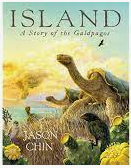 ISLAND
A Story of the Galápagos
JASON CHIN